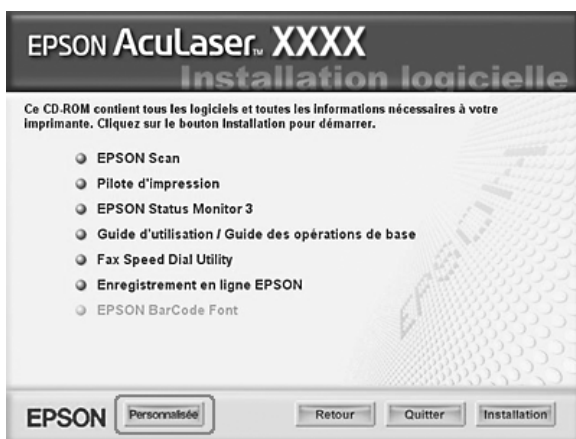 EPSON AcuLaser™ XXXX
Installation logicielle
Ce CD-ROM contient tous les logiciels et toutes les informations nécessaires à votre
imprimante. Cliquez sur le bouton Installation pour démarrer.
EPSON Scan
Pilote d'impression
EPSON Status Monitor 3
Guide d'utilisation / Guide des opérations de base
Fax Speed Dial Utility
Enregistrement en ligne EPSON
EPSON BarCode Font
EPSON
EPSON Personnalisée Retour Quitter Installation